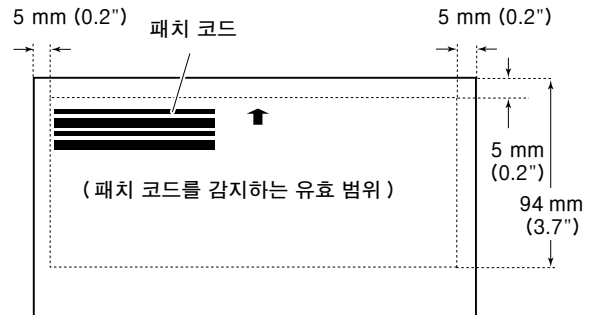 5 mm (0.2")
패치 코드
5 mm (0.2")
( 패치 코드를 감지하는 유효 범위 )
5 mm
(0.2")
94 mm
(3.7")